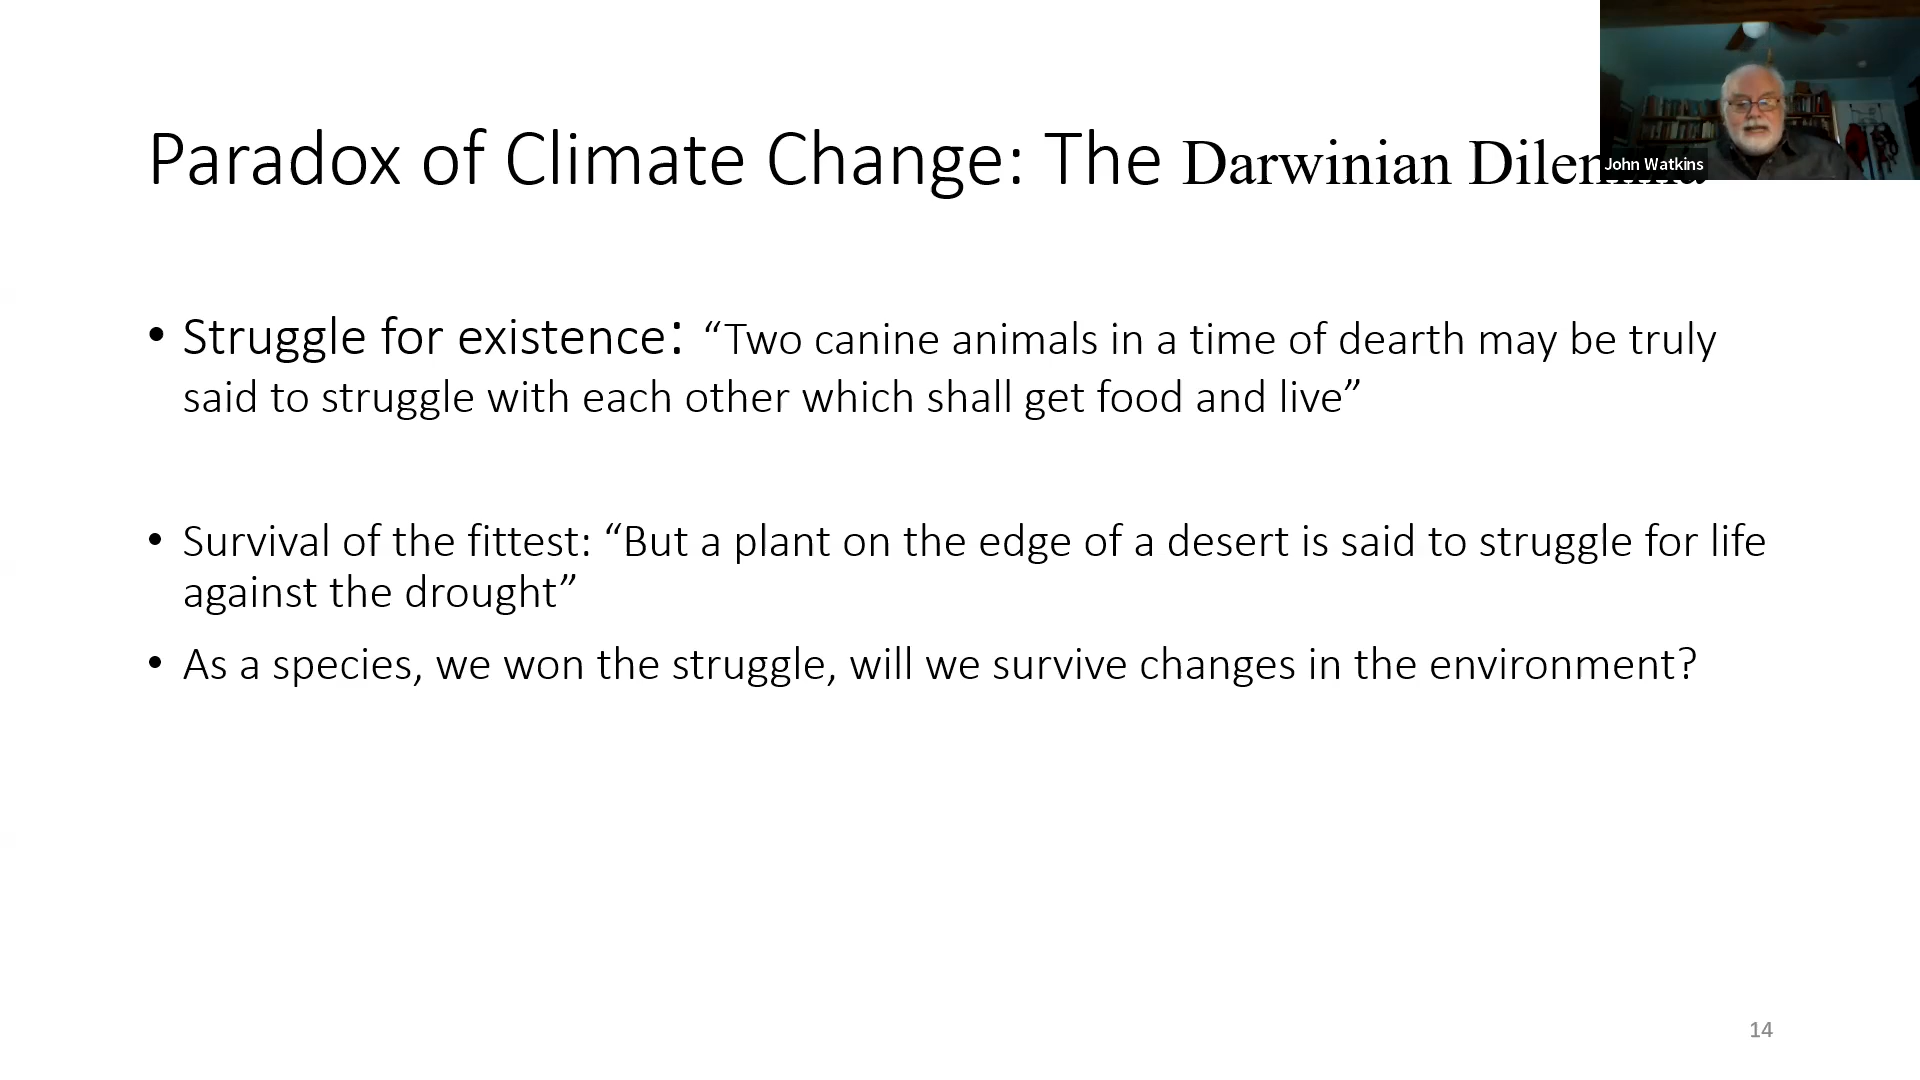 Paradox of Climate Change: The Darwinian
John Watkins
• Struggle for existence: “Two canine animals in a time of dearth may be truly
said to struggle with each other which shall get food and live”
• Survival of the fittest: “But a plant on the edge of a desert is said to struggle for life
against the drought”
• As a species, we won the struggle, will we survive changes in the environment?
14